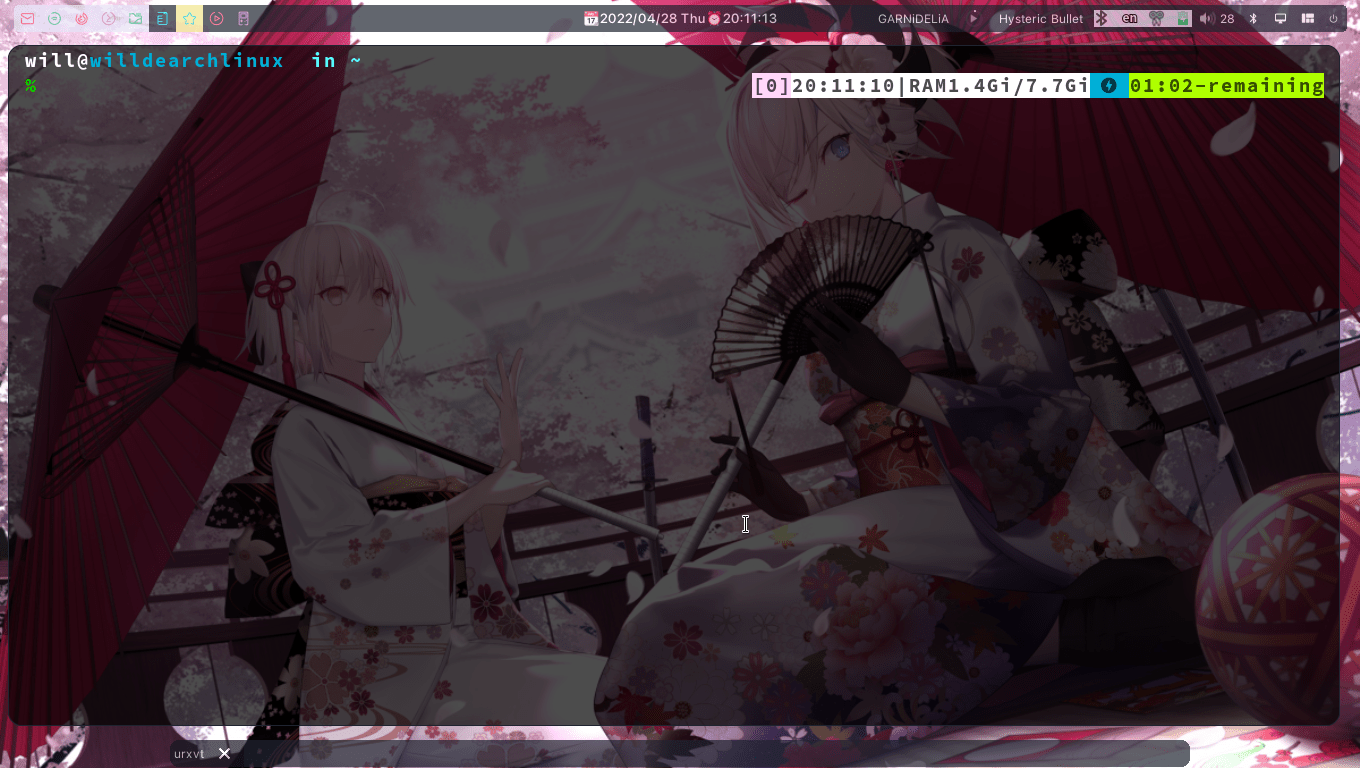 2022/04/28 Thu 20:11:13 GARNiDELiA Hysteric Bullet en 28
will@willdearchlinux in ~
% [0]20:11:10|RAM1.4Gi/7.7Gi 01:02-remaining
urxvt